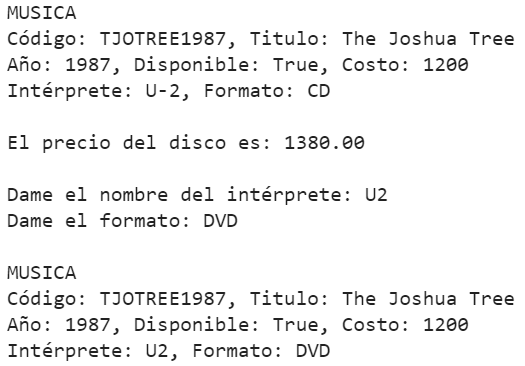 MUSICA
Código: TJOTREE1987, Titulo: The Joshua Tree
Año: 1987, Disponible: True, Costo: 1200
Intérprete: U-2, Formato: CD
El precio del disco es: 1380.00
Dame el nombre del intérprete: U2
Dame el formato: DVD
MUSICA
Código: TJOTREE1987, Titulo: The Joshua Tree
Año: 1987, Disponible: True, Costo: 1200
Intérprete: U2, Formato: DVD